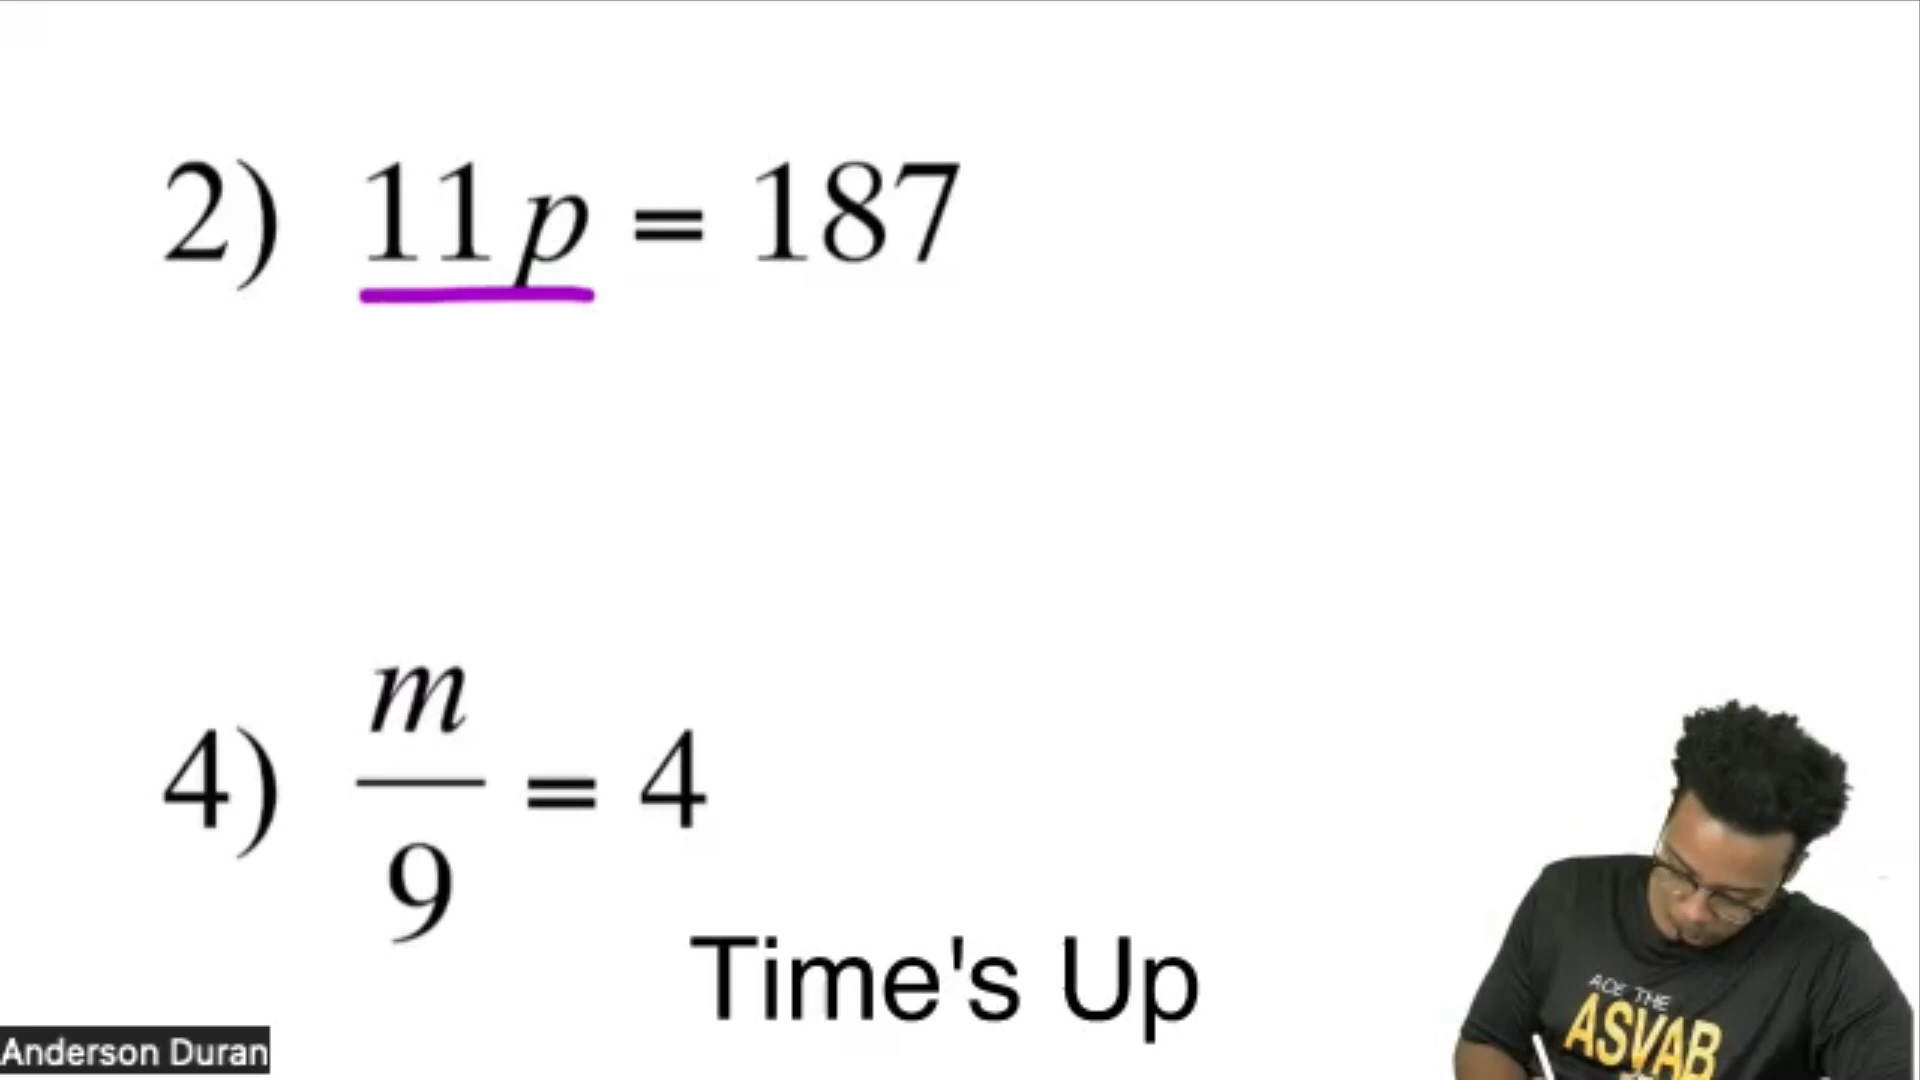 2) 11p = 187
4) m/9 = 4
Time's Up
Anderson Duran
ACE THE
ASVAB